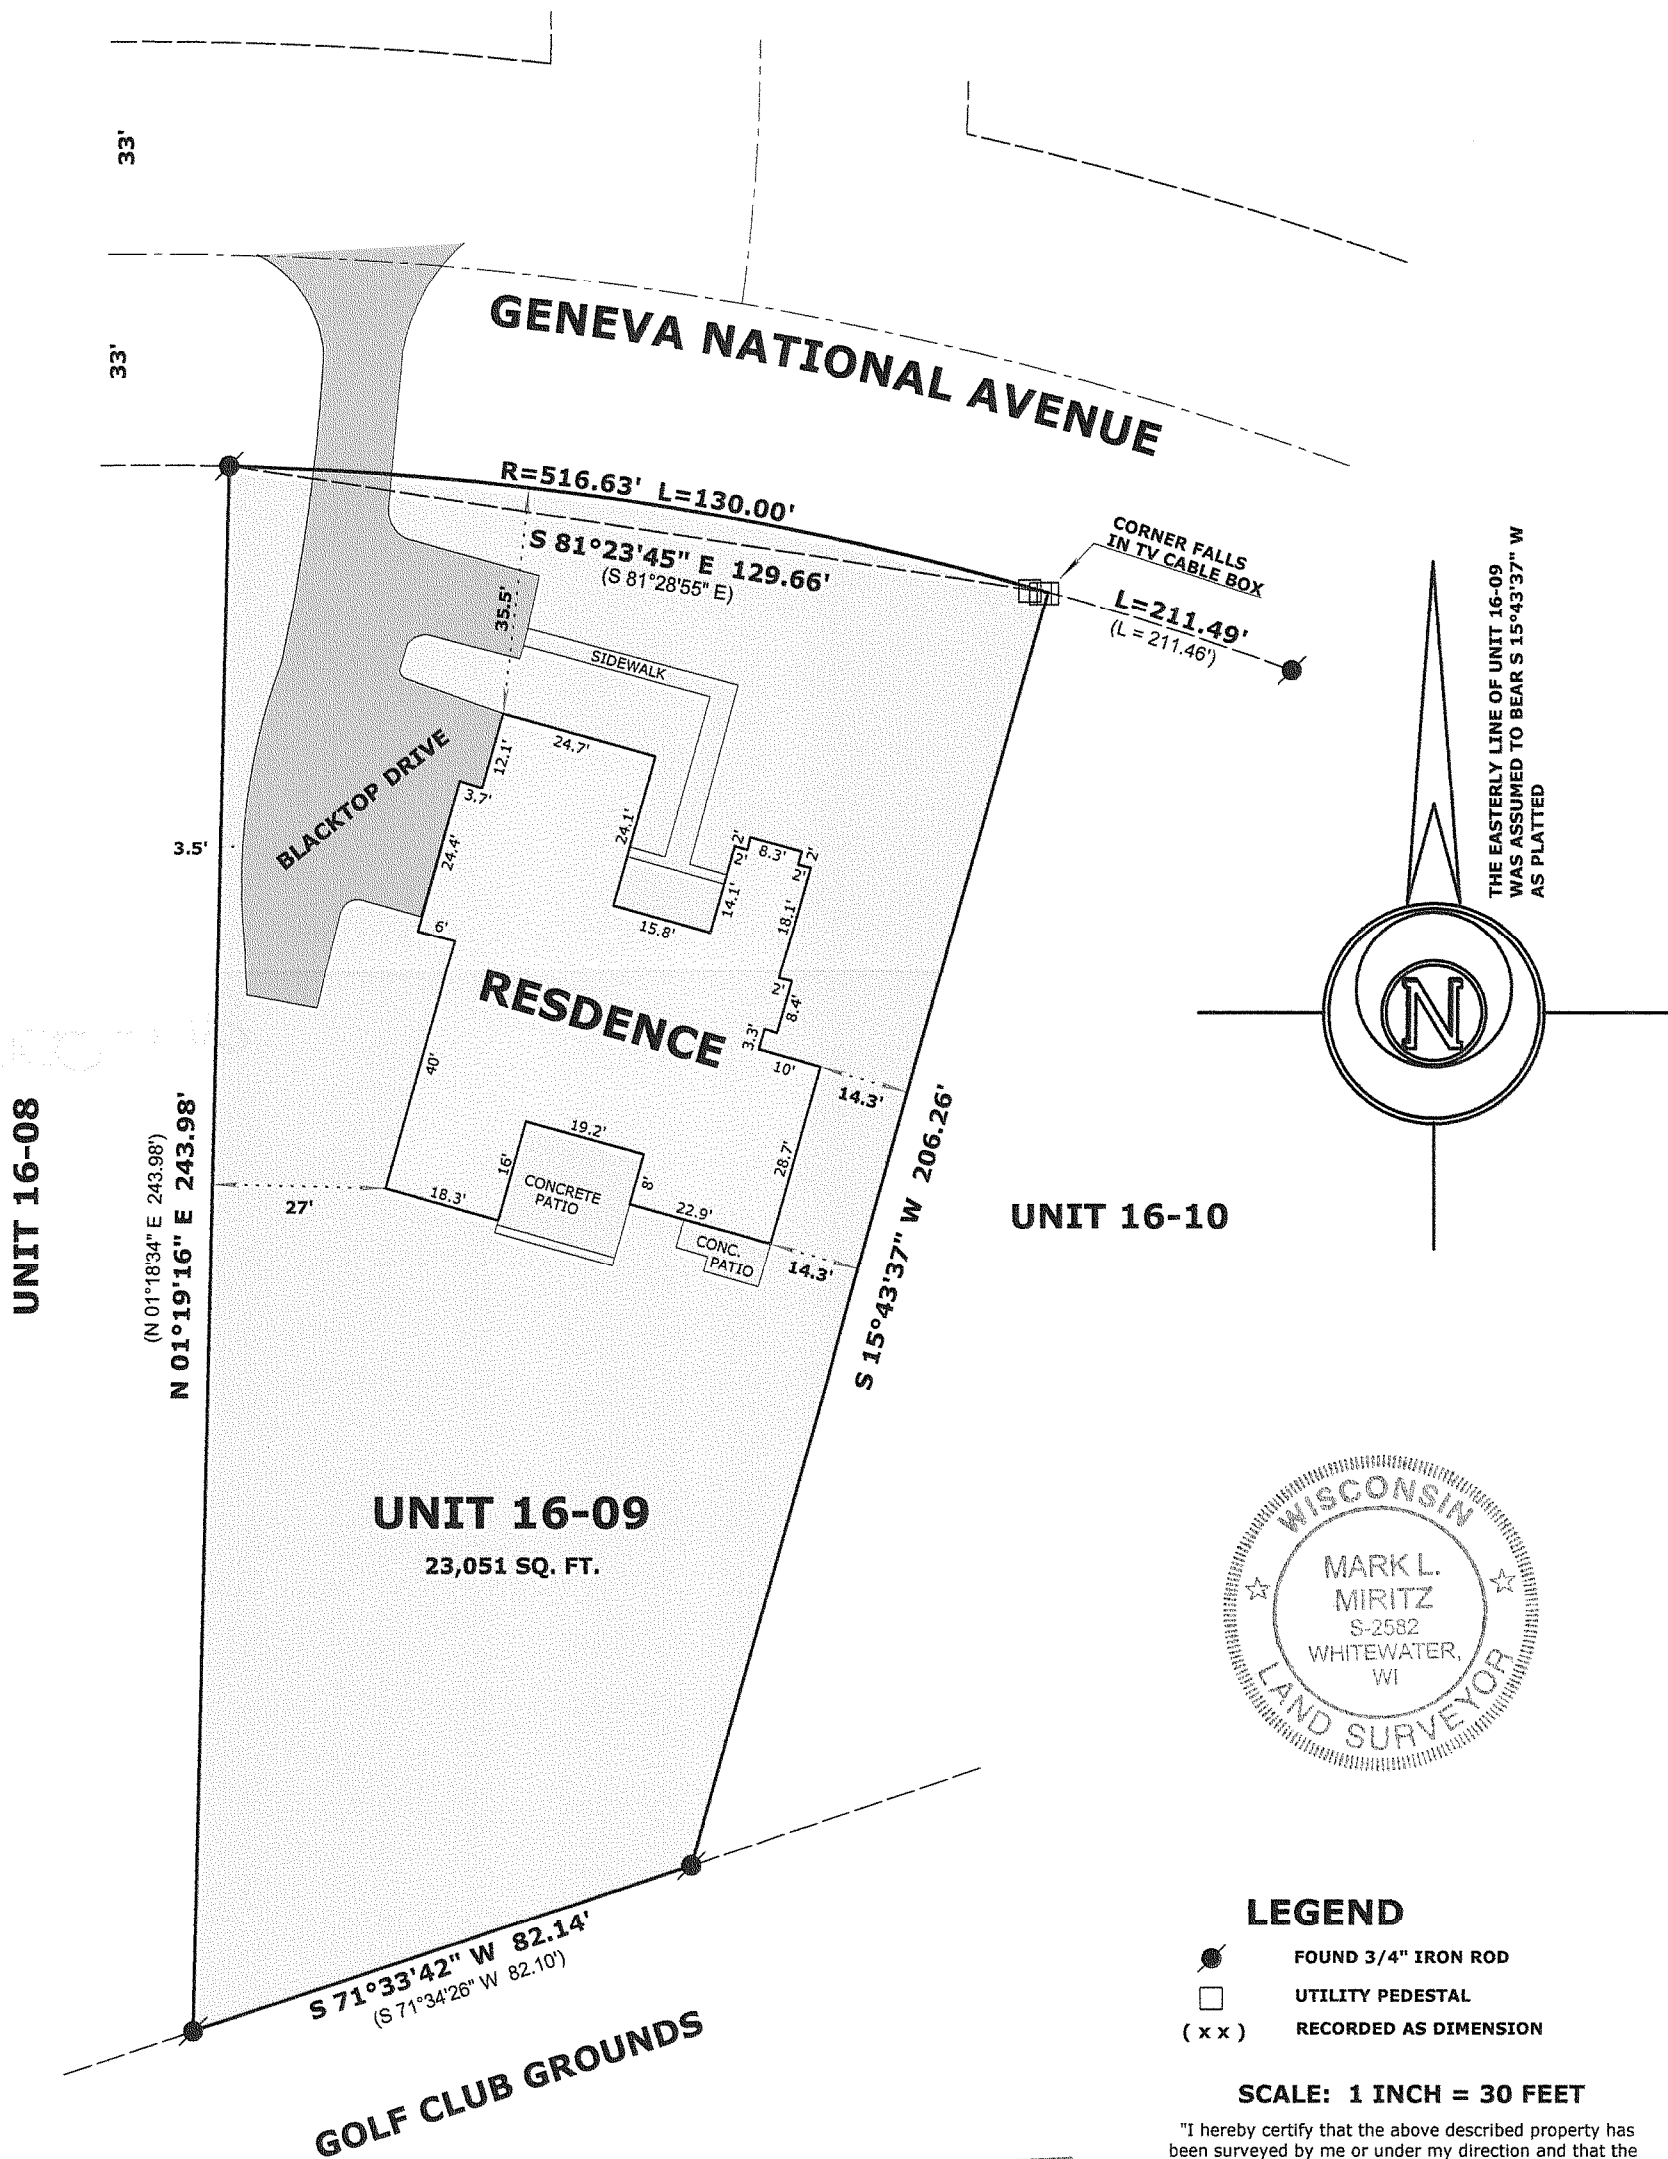 33'
33'
GENEVA NATIONAL AVENUE
R=516.63' L=130.00'
S 81°23'45" E 129.66'
(S 81°28'55" E)
CORNER FALLS
IN TV CABLE BOX
L=211.49'
(L = 211.46')
THE EASTERLY LINE OF UNIT 16-09
WAS ASSUMED TO BEAR S 15°43'37" W
AS PLATTED
35.5'
SIDEWALK
BLACKTOP DRIVE
3.5'
24.7'
12.1'
3.7'
24.4'
6'
24.1'
15.8'
14.1'
2'
2'
8.3'
2'
2'
18.1'
2'
8.4'
3.3'
10'
14.3'
RESDENCE
40'
19.2'
16'
CONCRETE
PATIO
8'
18.3'
22.9'
28.7'
CONC.
PATIO
14.3'
27'
N
UNIT 16-08
(N 01°18'34" E 243.98')
N 01°19'16" E 243.98'
S 15°43'37" W 206.26'
UNIT 16-10
UNIT 16-09
23,051 SQ. FT.
WISCONSIN
MARK L.
MIRITZ
S-2582
WHITEWATER,
WI
LAND SURVEYOR
S 71°33'42" W 82.14'
(S 71°34'26" W 82.10')
GOLF CLUB GROUNDS
LEGEND
FOUND 3/4" IRON ROD
UTILITY PEDESTAL
( x x ) RECORDED AS DIMENSION
SCALE: 1 INCH = 30 FEET
"I hereby certify that the above described property has
been surveyed by me or under my direction and that the